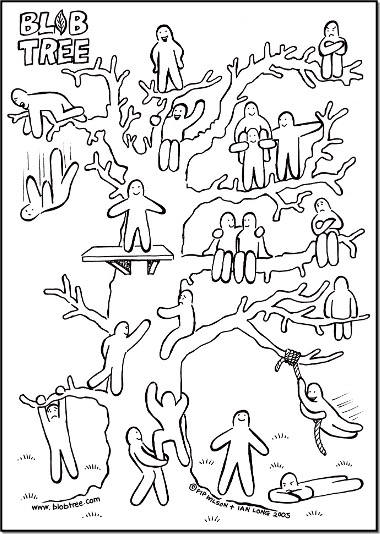 BLOB
TREE
www.blobtree.com
©PIP WILSON + IAN LONG 2005